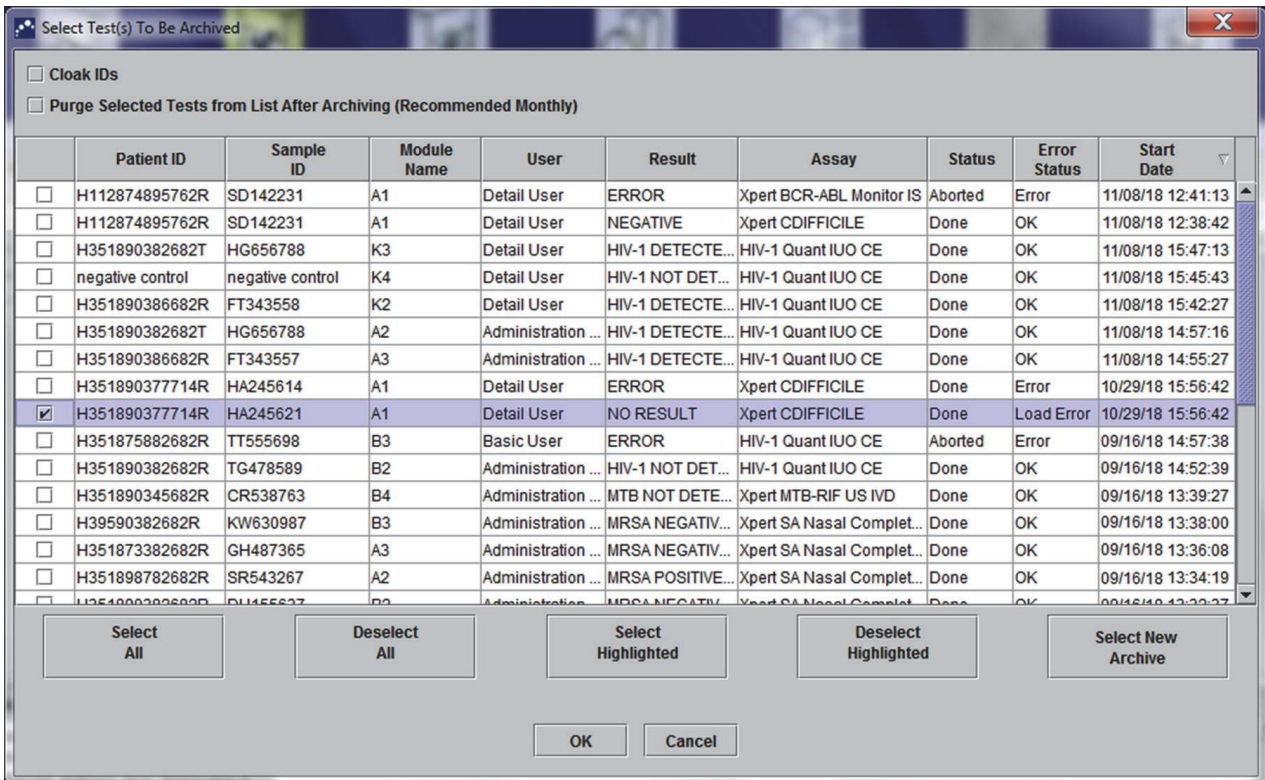 Select Test(s) To Be Archived
Cloak IDs
Purge Selected Tests from List After Archiving (Recommended Monthly)
Patient ID Sample ID Module Name User Result Assay Status Error Status Start Date
H112874895762R SD142231 A1 Detail User ERROR Xpert BCR-ABL Monitor IS Aborted Error 11/08/18 12:41:13
H112874895762R SD142231 A1 Detail User NEGATIVE Xpert CDIFFICILE Done OK 11/08/18 12:38:42
H351890382682T HG656788 K3 Detail User HIV-1 DETECTE... HIV-1 Quant IUO CE Done OK 11/08/18 15:47:13
negative control negative control K4 Detail User HIV-1 NOT DET... HIV-1 Quant IUO CE Done OK 11/08/18 15:45:43
H351890386682R FT343558 K2 Detail User HIV-1 DETECTE... HIV-1 Quant IUO CE Done OK 11/08/18 15:42:27
H351890382682T HG656788 A2 Administration ... HIV-1 DETECTE... HIV-1 Quant IUO CE Done OK 11/08/18 14:57:16
H351890386682R FT343557 A3 Administration ... HIV-1 DETECTE... HIV-1 Quant IUO CE Done OK 11/08/18 14:55:27
H351890377714R HA245614 A1 Detail User ERROR Xpert CDIFFICILE Done Error 10/29/18 15:56:42
H351890377714R HA245621 A1 Detail User NO RESULT Xpert CDIFFICILE Done Load Error 10/29/18 15:56:42
H351875882682R TT555698 B3 Basic User ERROR HIV-1 Quant IUO CE Aborted Error 09/16/18 14:57:38
H351890382682R TG478589 B2 Administration ... HIV-1 NOT DET... HIV-1 Quant IUO CE Done OK 09/16/18 14:52:39
H351890345682R CR538763 B4 Administration ... MTB NOT DETE... Xpert MTB-RIF US IVD Done OK 09/16/18 13:39:27
H39590382682R KW630987 B3 Administration ... MRSA NEGATIV... Xpert SA Nasal Complet... Done OK 09/16/18 13:38:00
H351873382682R GH487365 A3 Administration ... MRSA NEGATIV... Xpert SA Nasal Complet... Done OK 09/16/18 13:36:08
H351898782682R SR543267 A2 Administration ... MRSA POSITIVE... Xpert SA Nasal Complet... Done OK 09/16/18 13:34:19
Select All Deselect All Select Highlighted Deselect Highlighted Select New Archive
OK Cancel